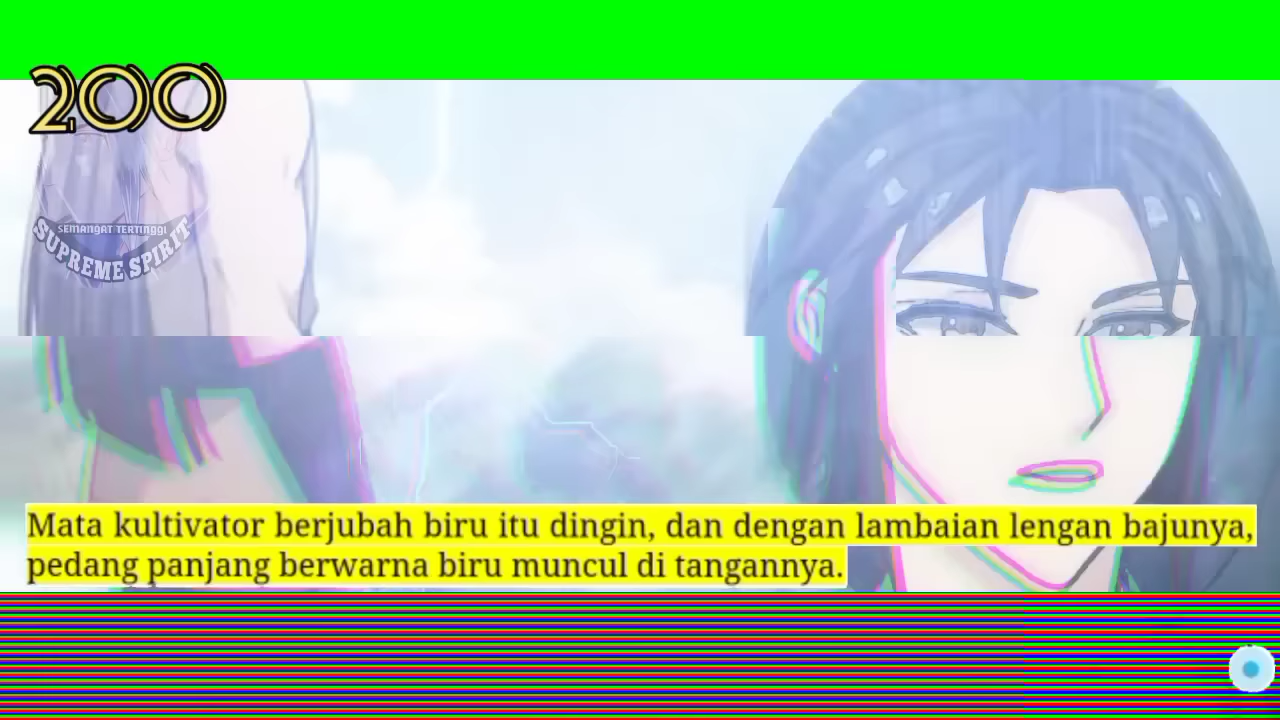 200
SEMANGAT TERTINGGI
SUPREME SPIRIT
Mata kultivator berjubah biru itu dingin, dan dengan lambaian lengan bajunya,
pedang panjang berwarna biru muncul di tangannya.